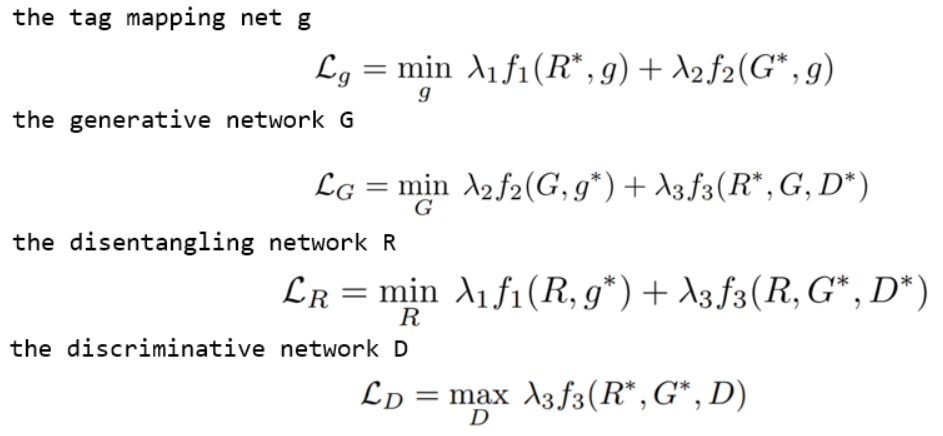 the tag mapping net g
ℒ_g = min_g λ₁f₁(R*, g) + λ₂f₂(G*, g)
the generative network G
ℒ_G = min_G λ₂f₂(G, g*) + λ₃f₃(R*, G, D*)
the disentangling network R
ℒ_R = min_R λ₁f₁(R, g*) + λ₃f₃(R, G*, D*)
the discriminative network D
ℒ_D = max_D λ₃f₃(R*, G*, D)